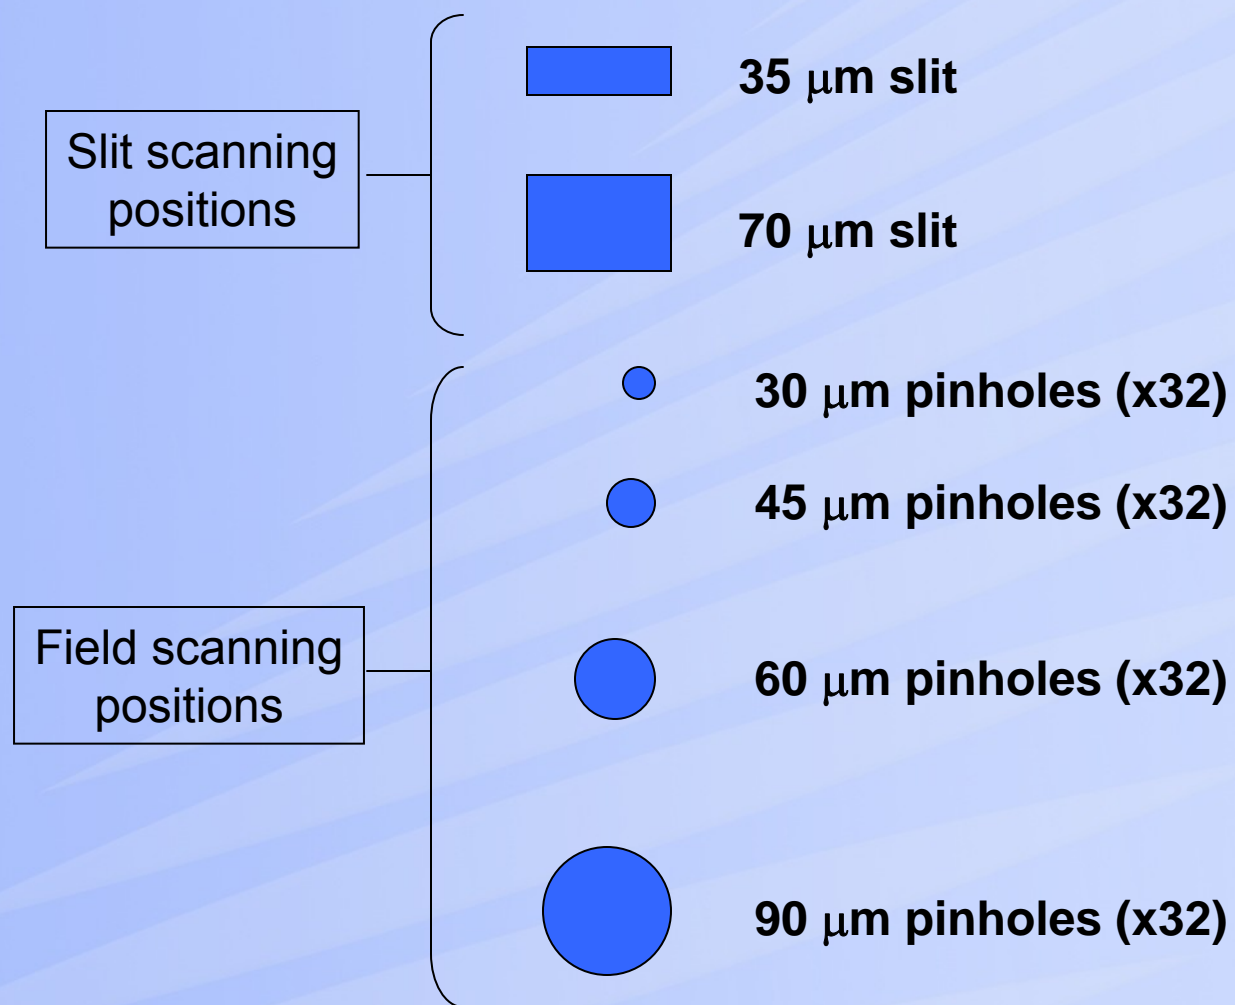 Slit scanning
positions
35 μm slit
70 μm slit
Field scanning
positions
30 μm pinholes (x32)
45 μm pinholes (x32)
60 μm pinholes (x32)
90 μm pinholes (x32)